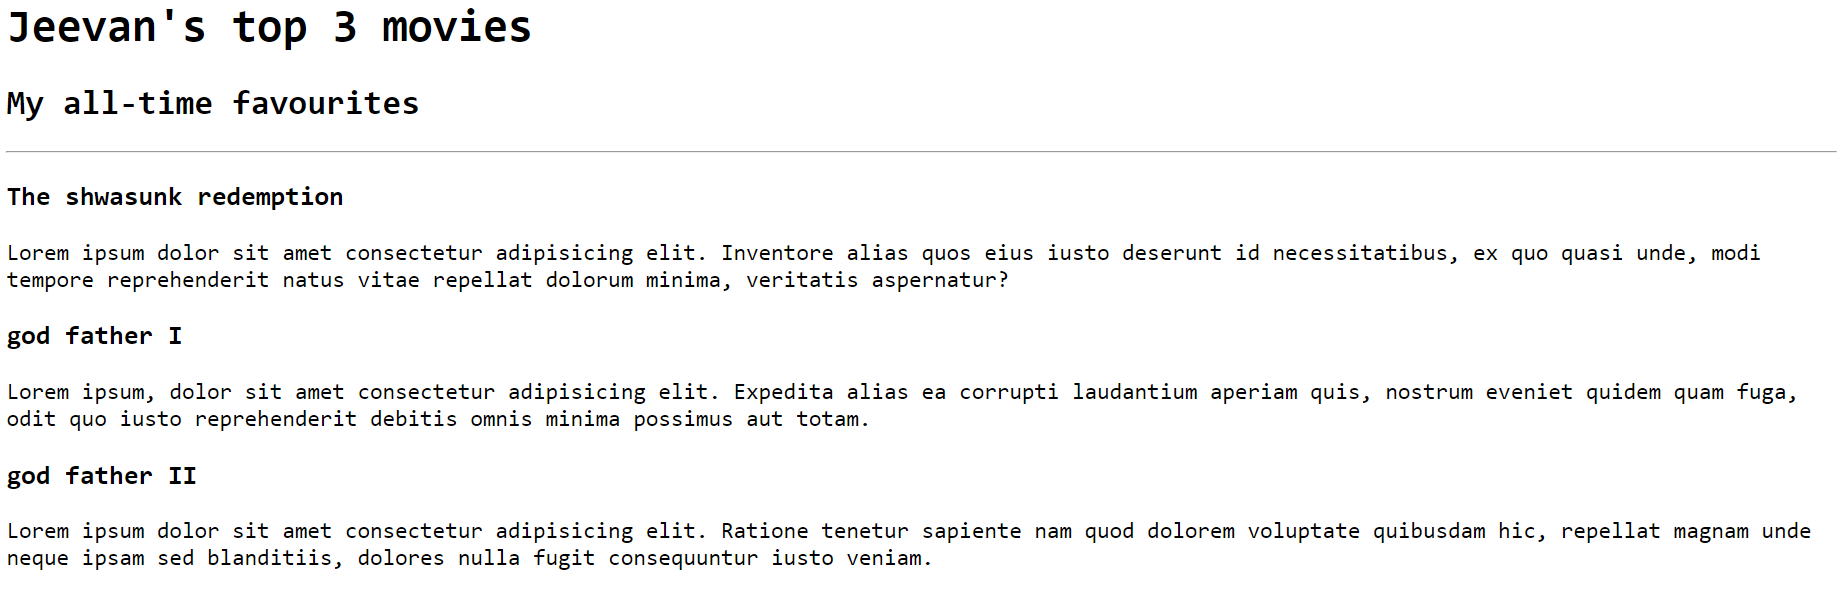 Jeevan's top 3 movies
My all-time favourites
The shwasunk redemption
Lorem ipsum dolor sit amet consectetur adipisicing elit. Inventore alias quos eius iusto deserunt id necessitatibus, ex quo quasi unde, modi
tempore reprehenderit natus vitae repellat dolorum minima, veritatis aspernatur?
god father I
Lorem ipsum, dolor sit amet consectetur adipisicing elit. Expedita alias ea corrupti laudantium aperiam quis, nostrum eveniet quidem quam fuga,
odit quo iusto reprehenderit debitis omnis minima possimus aut totam.
god father II
Lorem ipsum dolor sit amet consectetur adipisicing elit. Ratione tenetur sapiente nam quod dolorem voluptate quibusdam hic, repellat magnam unde
neque ipsam sed blanditiis, dolores nulla fugit consequuntur iusto veniam.